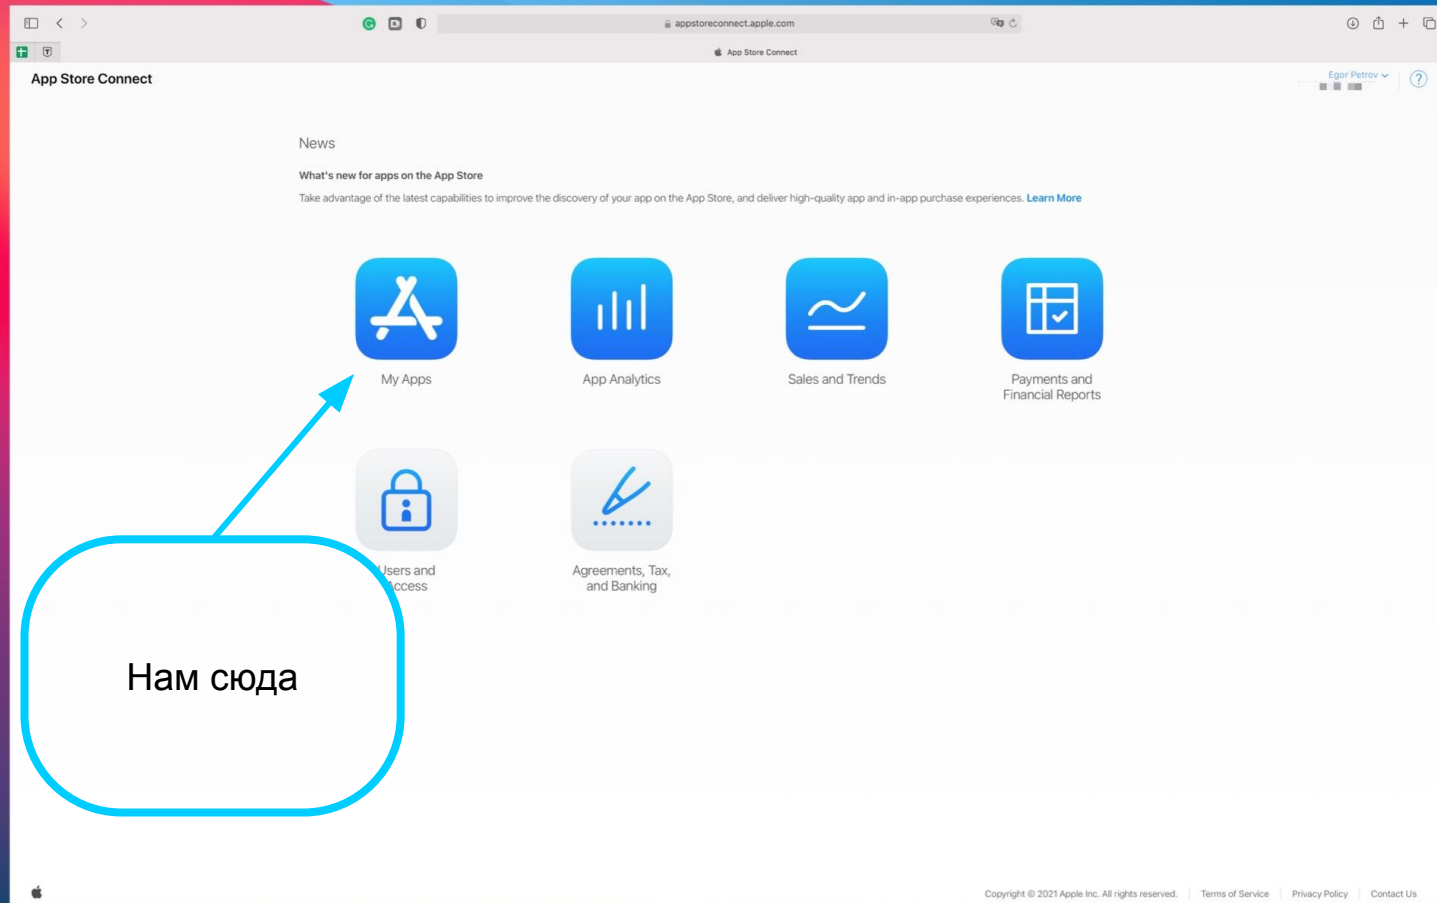 appstoreconnect.apple.com
App Store Connect
App Store Connect
Egor Petrov
News
What's new for apps on the App Store
Take advantage of the latest capabilities to improve the discovery of your app on the App Store, and deliver high-quality app and in-app purchase experiences. Learn More
My Apps
App Analytics
Sales and Trends
Payments and
Financial Reports
Users and
Access
Agreements, Tax,
and Banking
Нам сюда
Copyright © 2021 Apple Inc. All rights reserved. Terms of Service Privacy Policy Contact Us